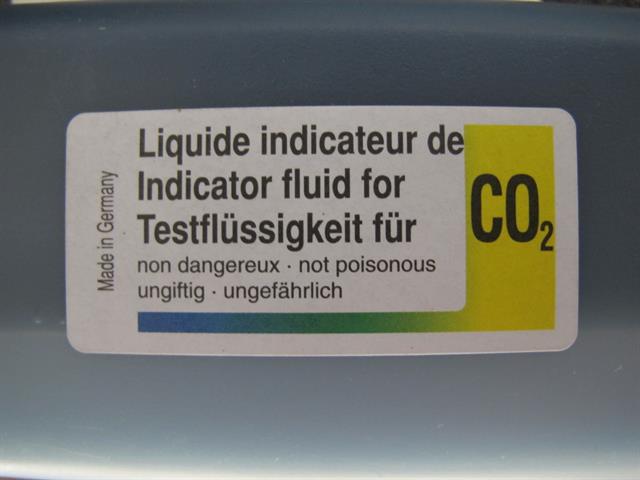 Liquide indicateur de
Indicator fluid for
Testflüssigkeit für
CO₂
non dangereux · not poisonous
ungiftig · ungefährlich
Made in Germany